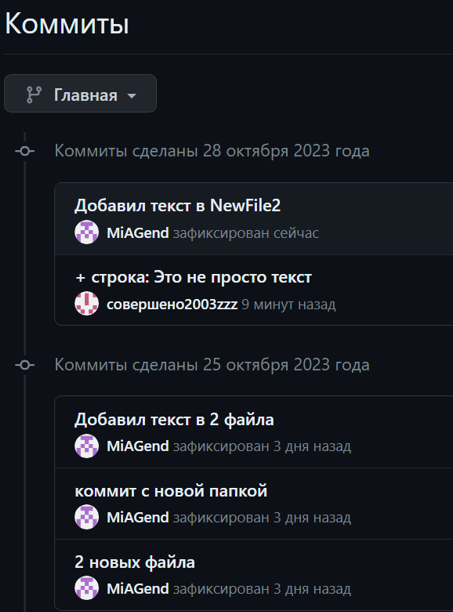 Коммиты
Главная
Коммиты сделаны 28 октября 2023 года
Добавил текст в NewFile2
MiAGend зафиксирован сейчас
+ строка: Это не просто текст
совершено2003zzz 9 минут назад
Коммиты сделаны 25 октября 2023 года
Добавил текст в 2 файла
MiAGend зафиксирован 3 дня назад
коммит с новой папкой
MiAGend зафиксирован 3 дня назад
2 новых файла
MiAGend зафиксирован 3 дня назад